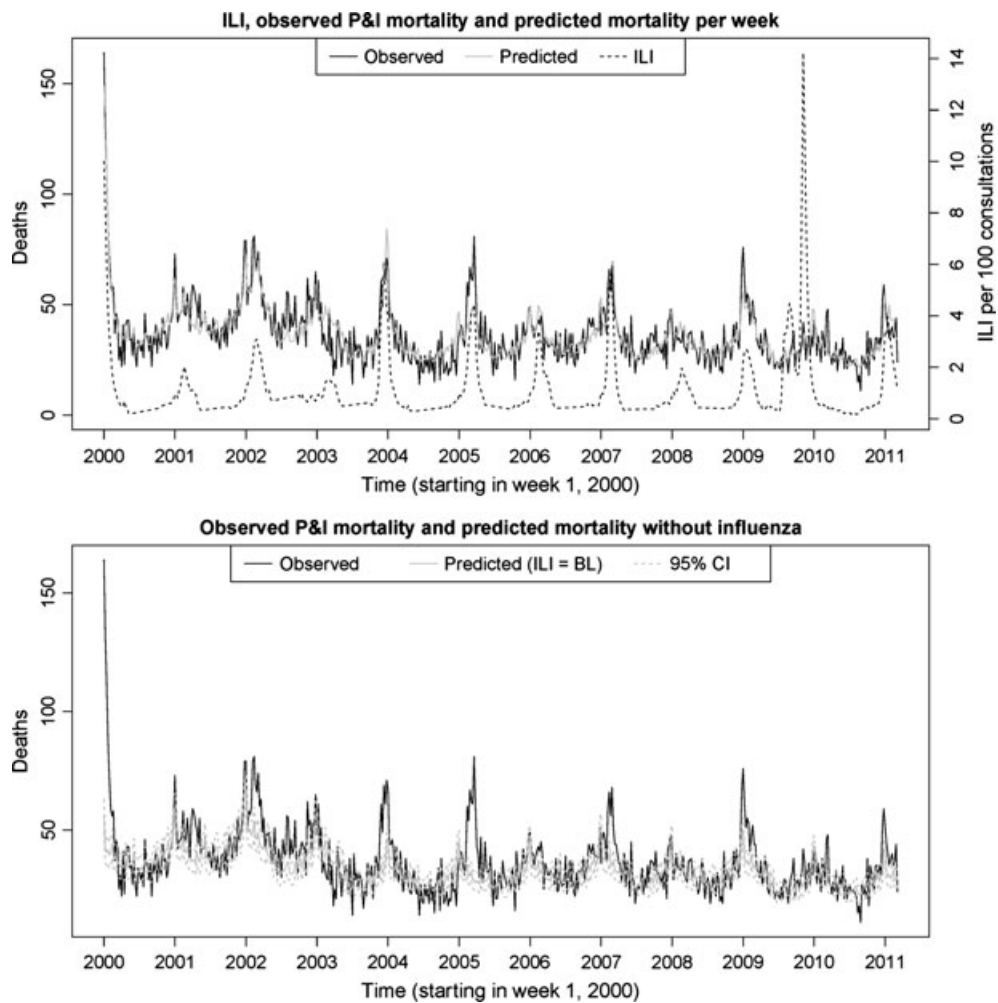 ILI, observed P&I mortality and predicted mortality per week
Observed Predicted ILI
150
100
50
0
Deaths
14
12
10
8
6
4
2
0
ILI per 100 consultations
2000 2001 2002 2003 2004 2005 2006 2007 2008 2009 2010 2011
Time (starting in week 1, 2000)
Observed P&I mortality and predicted mortality without influenza
Observed Predicted (ILI = BL) 95% CI
150
100
50
Deaths
2000 2001 2002 2003 2004 2005 2006 2007 2008 2009 2010 2011
Time (starting in week 1, 2000)